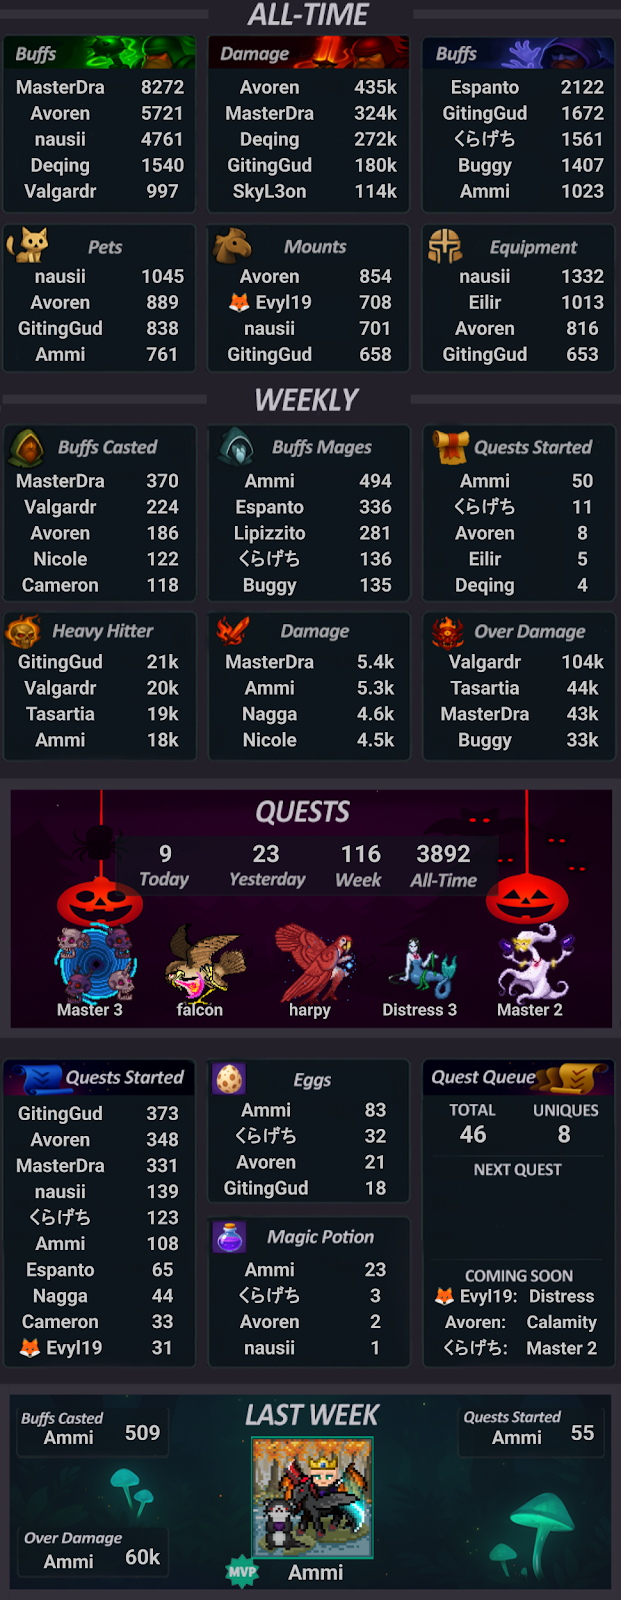 ALL-TIME
Buffs
MasterDra 8272
Avoren 5721
nausii 4761
Deqing 1540
Valgardr 997
Damage
Avoren 435k
MasterDra 324k
Deqing 272k
GitingGud 180k
SkyL3on 114k
Buffs
Espanto 2122
GitingGud 1672
くらげち 1561
Buggy 1407
Ammi 1023
Pets
nausii 1045
Avoren 889
GitingGud 838
Ammi 761
Mounts
Avoren 854
🦊 Evyl19 708
nausii 701
GitingGud 658
Equipment
nausii 1332
Eilir 1013
Avoren 816
GitingGud 653
WEEKLY
Buffs Casted
MasterDra 370
Valgardr 224
Avoren 186
Nicole 122
Cameron 118
Buffs Mages
Ammi 494
Espanto 336
Lipizzito 281
くらげち 136
Buggy 135
Quests Started
Ammi 50
くらげち 11
Avoren 8
Eilir 5
Deqing 4
Heavy Hitter
GitingGud 21k
Valgardr 20k
Tasartia 19k
Ammi 18k
Damage
MasterDra 5.4k
Ammi 5.3k
Nagga 4.6k
Nicole 4.5k
Over Damage
Valgardr 104k
Tasartia 44k
MasterDra 43k
Buggy 33k
QUESTS
9 23 116 3892
Today Yesterday Week All-Time
Master 3 falcon harpy Distress 3 Master 2
Quests Started
GitingGud 373
Avoren 348
MasterDra 331
nausii 139
くらげち 123
Ammi 108
Espanto 65
Nagga 44
Cameron 33
🦊 Evyl19 31
Eggs
Ammi 83
くらげち 32
Avoren 21
GitingGud 18
Magic Potion
Ammi 23
くらげち 3
Avoren 2
nausii 1
Quest Queue
TOTAL UNIQUES
46 8
NEXT QUEST
COMING SOON
🦊 Evyl19: Distress
Avoren: Calamity
くらげち: Master 2
LAST WEEK
Buffs Casted
Ammi 509
Quests Started
Ammi 55
Over Damage
Ammi 60k
MVP
Ammi